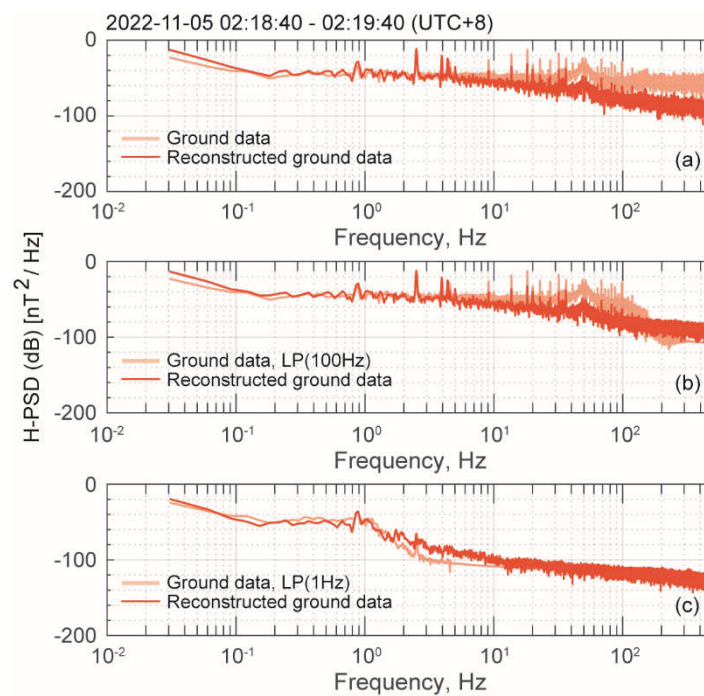 2022-11-05 02:18:40 - 02:19:40 (UTC+8)
0
-100
-200
Ground data
Reconstructed ground data
(a)
10-2 10-1 100 101 102
Frequency, Hz
H-PSD (dB) [nT2 / Hz]
0
-100
-200
Ground data, LP(100Hz)
Reconstructed ground data
(b)
10-2 10-1 100 101 102
Frequency, Hz
0
-100
-200
Ground data, LP(1Hz)
Reconstructed ground data
(c)
10-2 10-1 100 101 102
Frequency, Hz